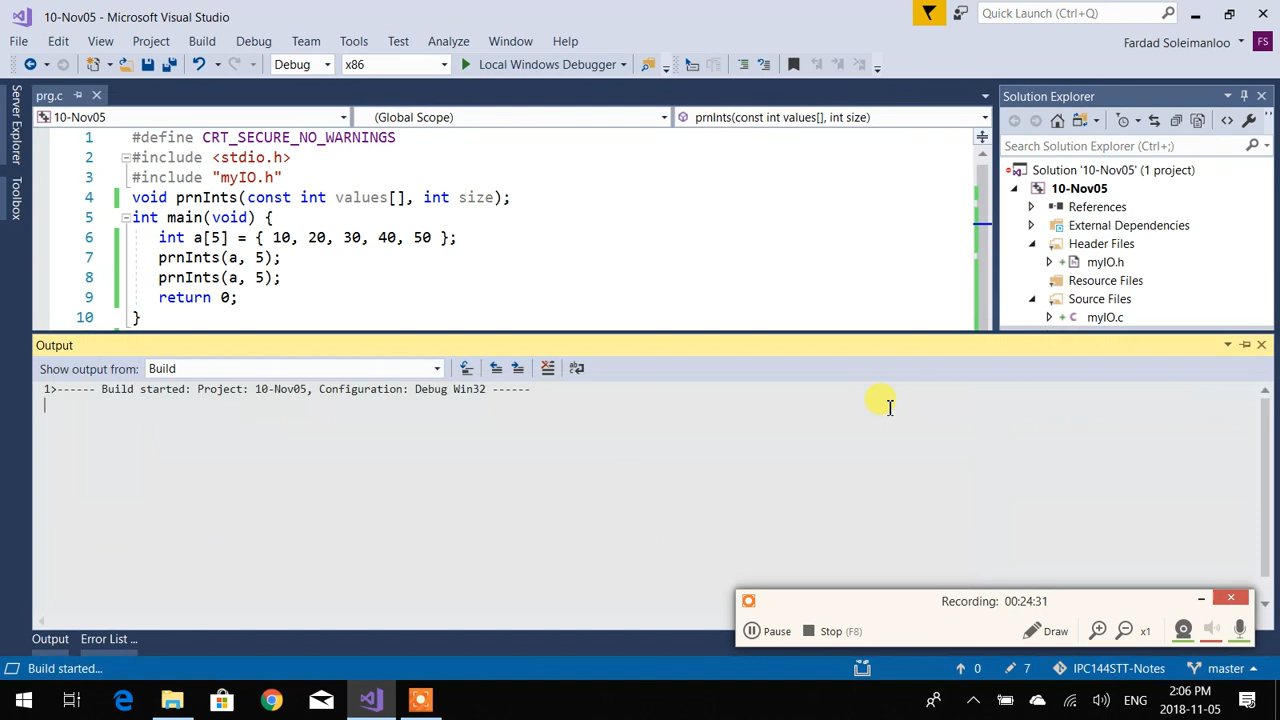 10-Nov05 - Microsoft Visual Studio
Quick Launch (Ctrl+Q)
File Edit View Project Build Debug Team Tools Test Analyze Window Help
Fardad Soleimanloo FS
Debug x86 Local Windows Debugger
Server Explorer
Toolbox
prg.c
10-Nov05 (Global Scope) prnInts(const int values[], int size)
1 #define CRT_SECURE_NO_WARNINGS
2 #include <stdio.h>
3 #include "myIO.h"
4 void prnInts(const int values[], int size);
5 int main(void) {
6 int a[5] = { 10, 20, 30, 40, 50 };
7 prnInts(a, 5);
8 prnInts(a, 5);
9 return 0;
10 }
Solution Explorer
Search Solution Explorer (Ctrl+;)
Solution '10-Nov05' (1 project)
10-Nov05
References
External Dependencies
Header Files
myIO.h
Resource Files
Source Files
myIO.c
Output
Show output from: Build
1>------ Build started: Project: 10-Nov05, Configuration: Debug Win32 ------
Recording: 00:24:31
Pause Stop (F8) Draw x1
Output Error List ...
Build started... 0 7 IPC144STT-Notes master
ENG 2:06 PM
2018-11-05